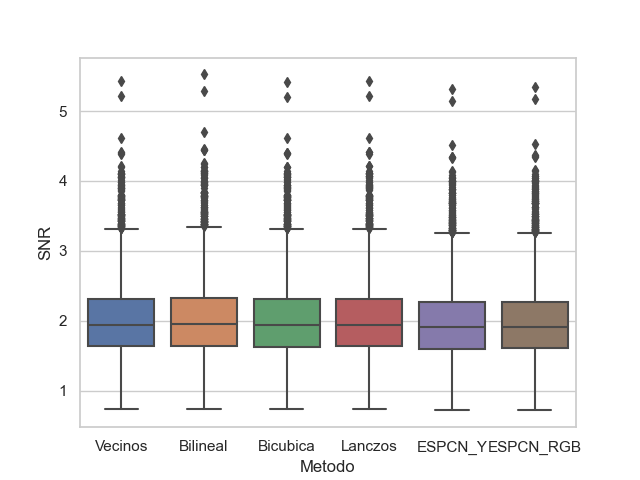 5
4
3
2
1
SNR
Vecinos Bilineal Bicubica Lanczos ESPCN_Y ESPCN_RGB
Metodo